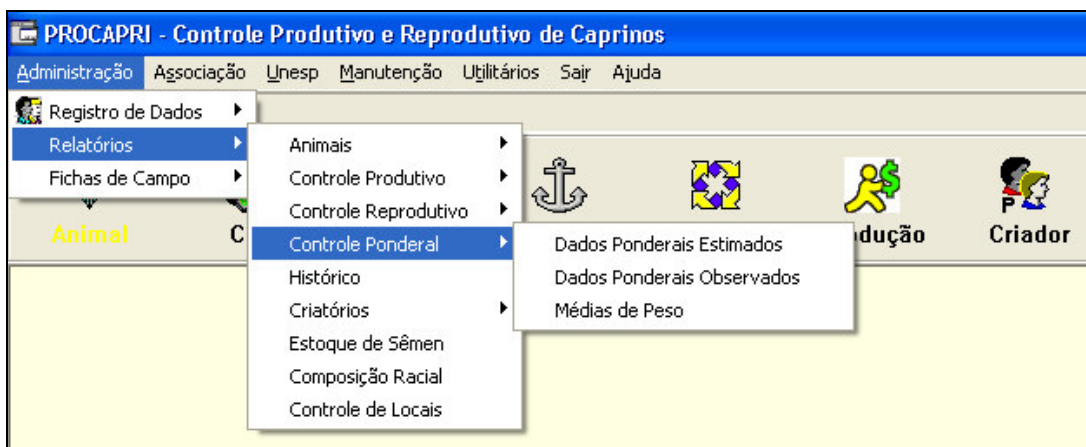 PROCAPRI - Controle Produtivo e Reprodutivo de Caprinos
Administração Associação Unesp Manutenção Utilitários Sair Ajuda
Registro de Dados
Relatórios
Fichas de Campo
Animais
Controle Produtivo
Controle Reprodutivo
Controle Ponderal
Histórico
Criatórios
Estoque de Sêmen
Composição Racial
Controle de Locais
Dados Ponderais Estimados
Dados Ponderais Observados
Médias de Peso
Animal C dução Criador
P